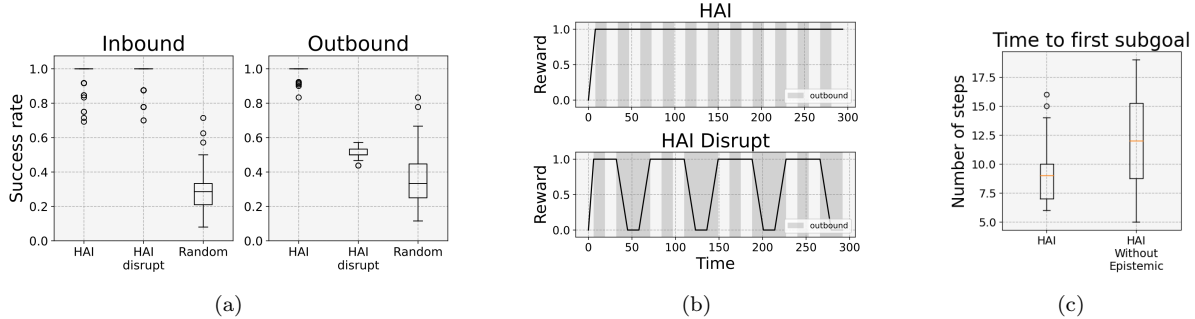 Inbound
Outbound
Success rate
1.0
0.8
0.6
0.4
0.2
0.0
HAI
HAI
disrupt
Random
1.0
0.8
0.6
0.4
0.2
0.0
HAI
HAI
disrupt
Random
(a)
HAI
Reward
1.0
0.5
0.0
outbound
0
50
100
150
200
250
300
HAI Disrupt
Reward
1.0
0.5
0.0
outbound
0
50
100
150
200
250
300
Time
(b)
Time to first subgoal
Number of steps
17.5
15.0
12.5
10.0
7.5
5.0
HAI
HAI
Without
Epistemic
(c)